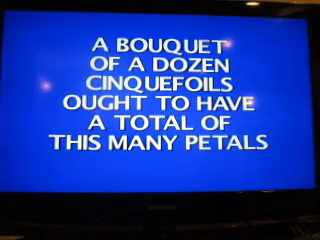 A BOUQUET
OF A DOZEN
CINQUEFOILS
OUGHT TO HAVE
A TOTAL OF
THIS MANY PETALS